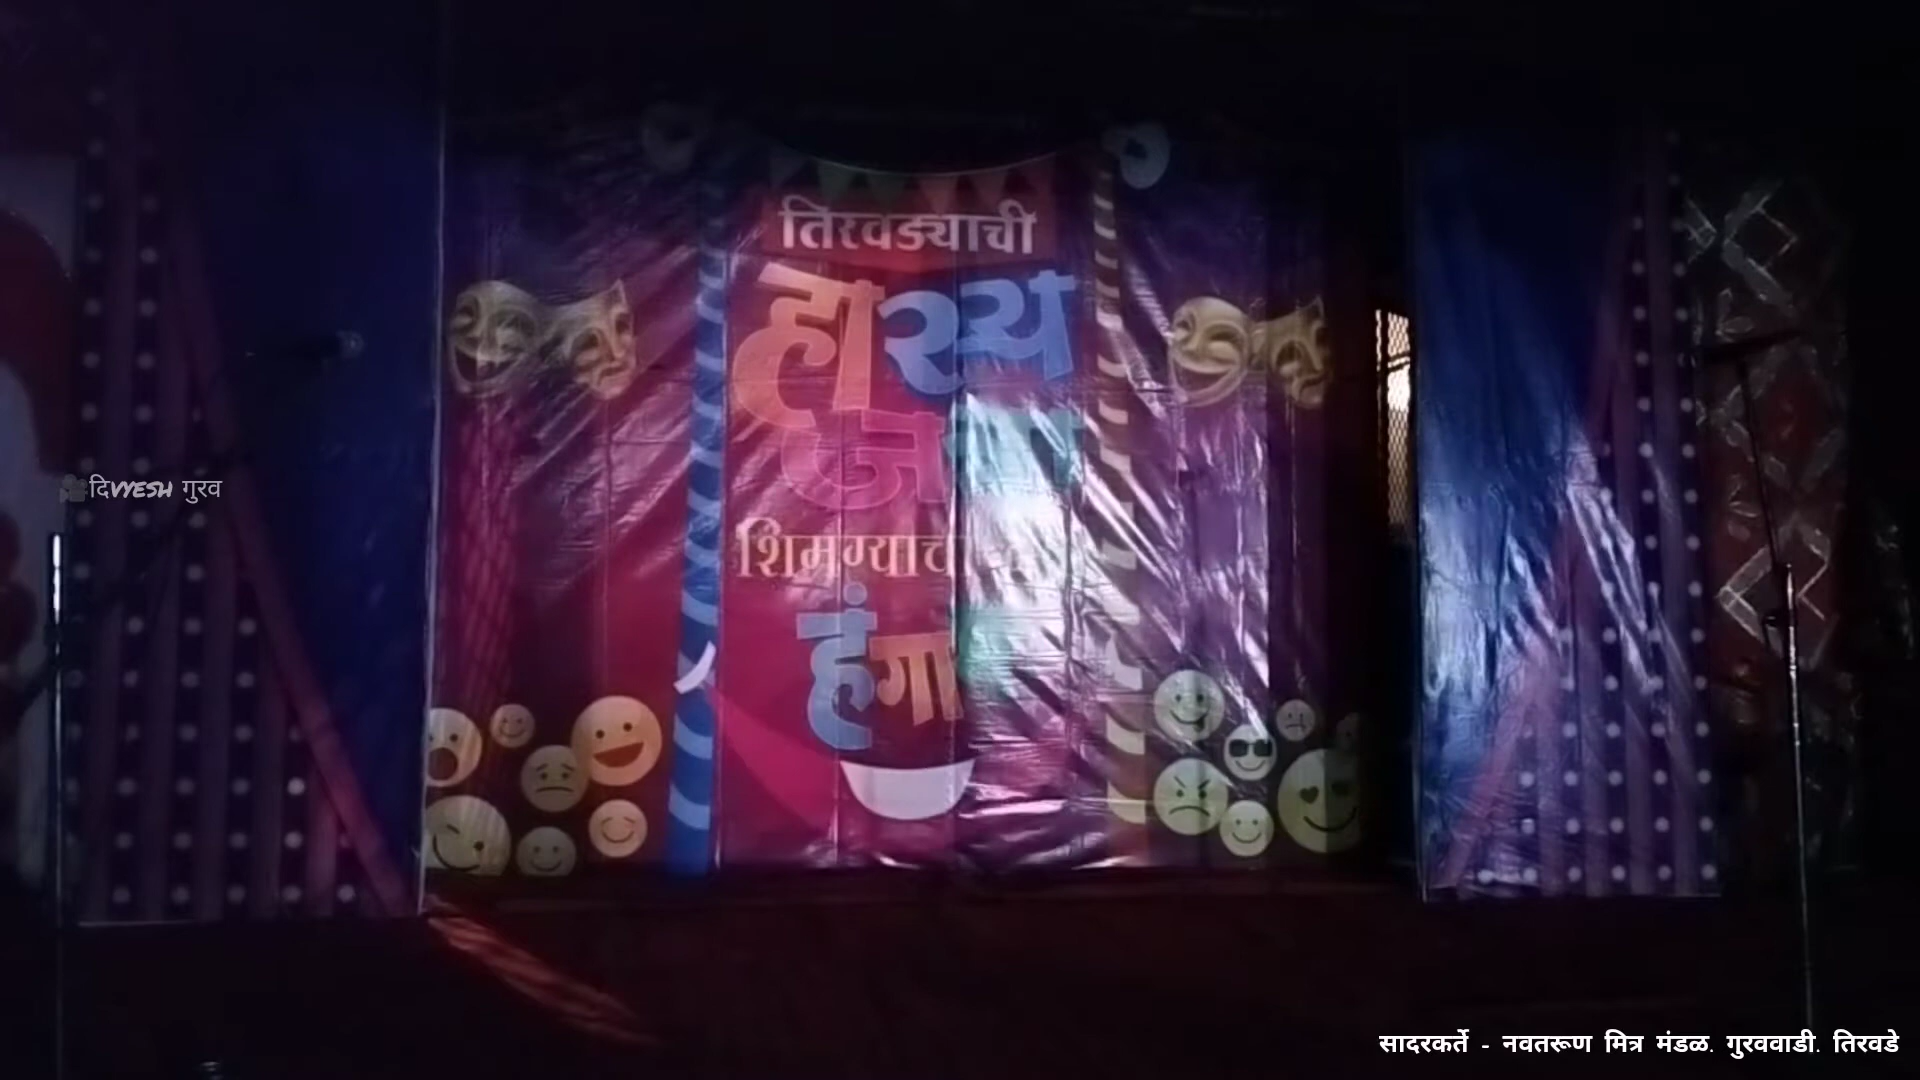 तिरवड्याची
हास्य
शिमग्याचा
🎥दिVYESH गुरव
सादरकर्ते - नवतरूण मित्र मंडळ. गुरववाडी. तिरवडे